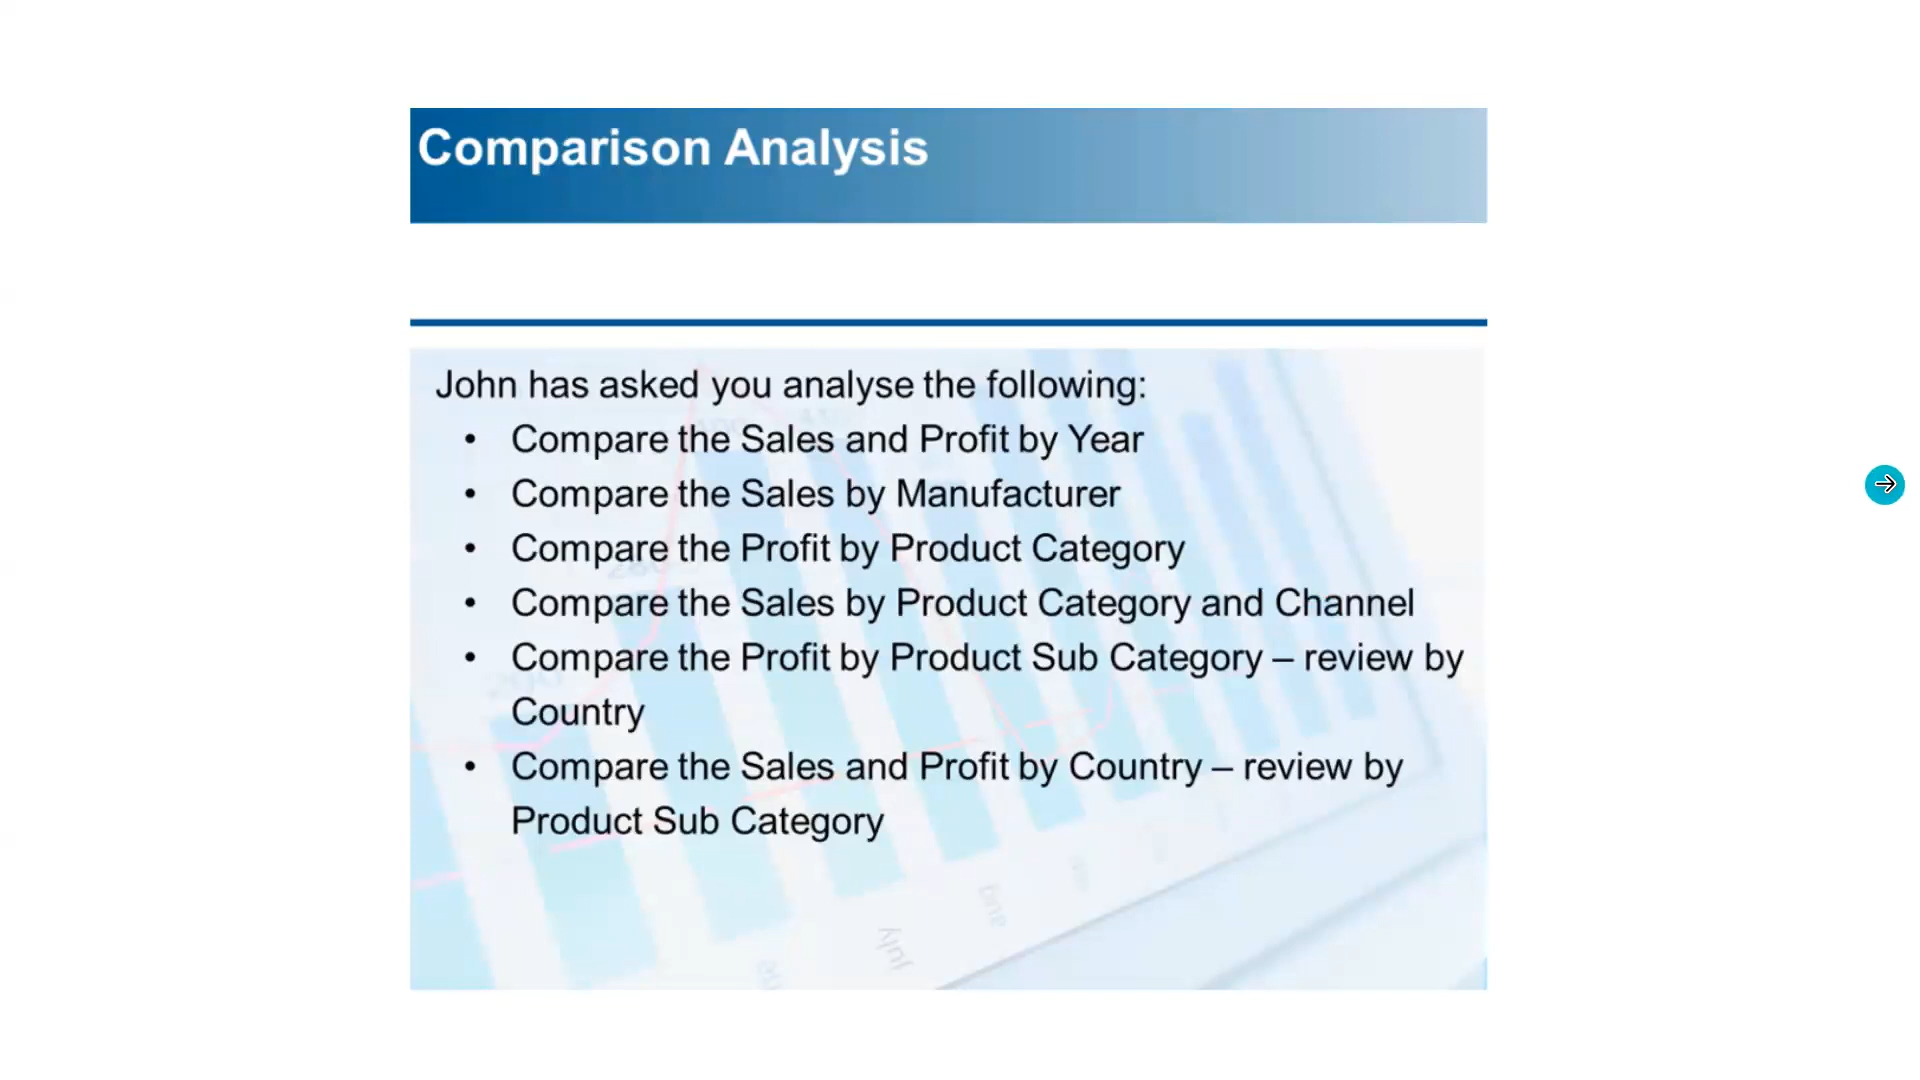 Comparison Analysis
John has asked you analyse the following:
• Compare the Sales and Profit by Year
• Compare the Sales by Manufacturer
• Compare the Profit by Product Category
• Compare the Sales by Product Category and Channel
• Compare the Profit by Product Sub Category – review by
Country
• Compare the Sales and Profit by Country – review by
Product Sub Category
July
aug